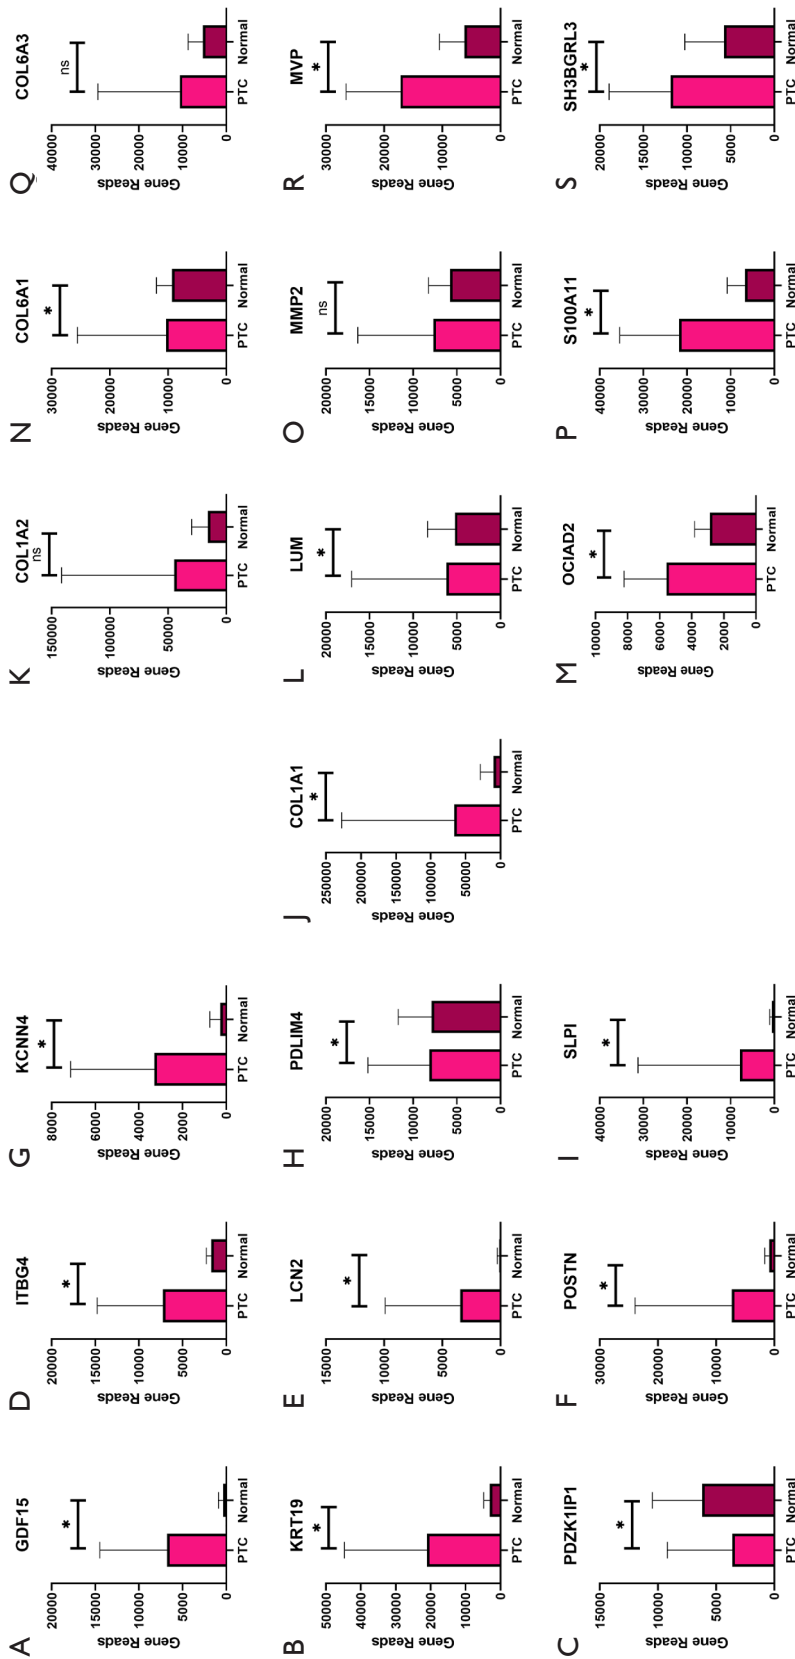 A
GDF15
Gene Reads
15000
10000
5000
0
PTC
Normal
*
B
KRT19
Gene Reads
50000
40000
30000
20000
10000
0
PTC
Normal
*
C
PDZK1IP1
Gene Reads
15000
10000
5000
0
PTC
Normal
*
D
ITBG4
Gene Reads
20000
15000
10000
5000
0
PTC
Normal
*
E
LCN2
Gene Reads
15000
10000
5000
0
PTC
Normal
*
F
POSTN
Gene Reads
30000
20000
10000
0
PTC
Normal
*
G
KCNN4
Gene Reads
8000
6000
4000
2000
0
PTC
Normal
*
H
PDLIM4
Gene Reads
20000
15000
10000
5000
0
PTC
Normal
*
I
SLPI
Gene Reads
40000
30000
20000
10000
0
PTC
Normal
*
J
COL1A1
Gene Reads
250000
200000
150000
100000
50000
0
PTC
Normal
*
K
COL1A2
Gene Reads
150000
100000
50000
0
PTC
Normal
ns
L
LUM
Gene Reads
20000
15000
10000
5000
0
PTC
Normal
*
M
OCIAD2
Gene Reads
10000
8000
6000
4000
2000
0
PTC
Normal
*
N
COL6A1
Gene Reads
30000
20000
10000
0
PTC
Normal
*
O
MMP2
Gene Reads
20000
15000
10000
5000
0
PTC
Normal
ns
P
S100A11
Gene Reads
40000
30000
20000
10000
0
PTC
Normal
*
Q
COL6A3
Gene Reads
40000
30000
20000
10000
0
PTC
Normal
ns
R
MVP
Gene Reads
30000
20000
10000
0
PTC
Normal
*
S
SH3BGRL3
Gene Reads
20000
15000
10000
5000
0
PTC
Normal
*